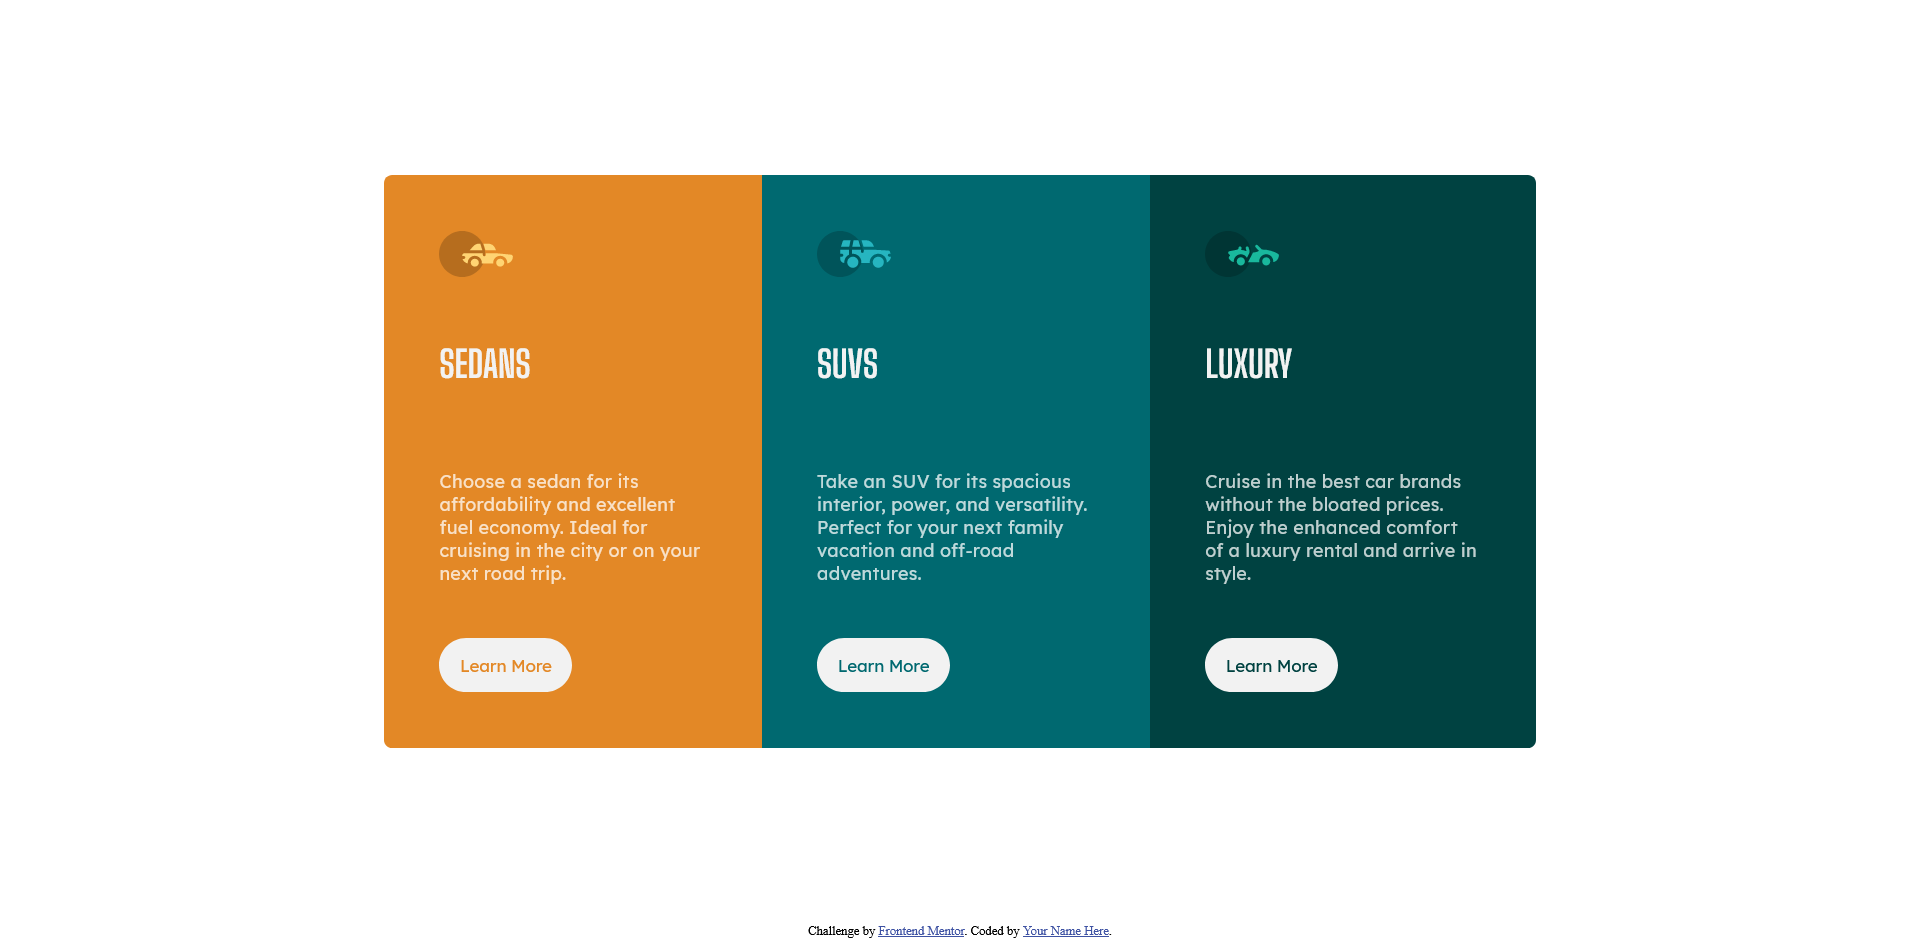 SEDANS
Choose a sedan for its
affordability and excellent
fuel economy. Ideal for
cruising in the city or on your
next road trip.
Learn More
SUVS
Take an SUV for its spacious
interior, power, and versatility.
Perfect for your next family
vacation and off-road
adventures.
Learn More
LUXURY
Cruise in the best car brands
without the bloated prices.
Enjoy the enhanced comfort
of a luxury rental and arrive in
style.
Learn More
Challenge by Frontend Mentor. Coded by Your Name Here.